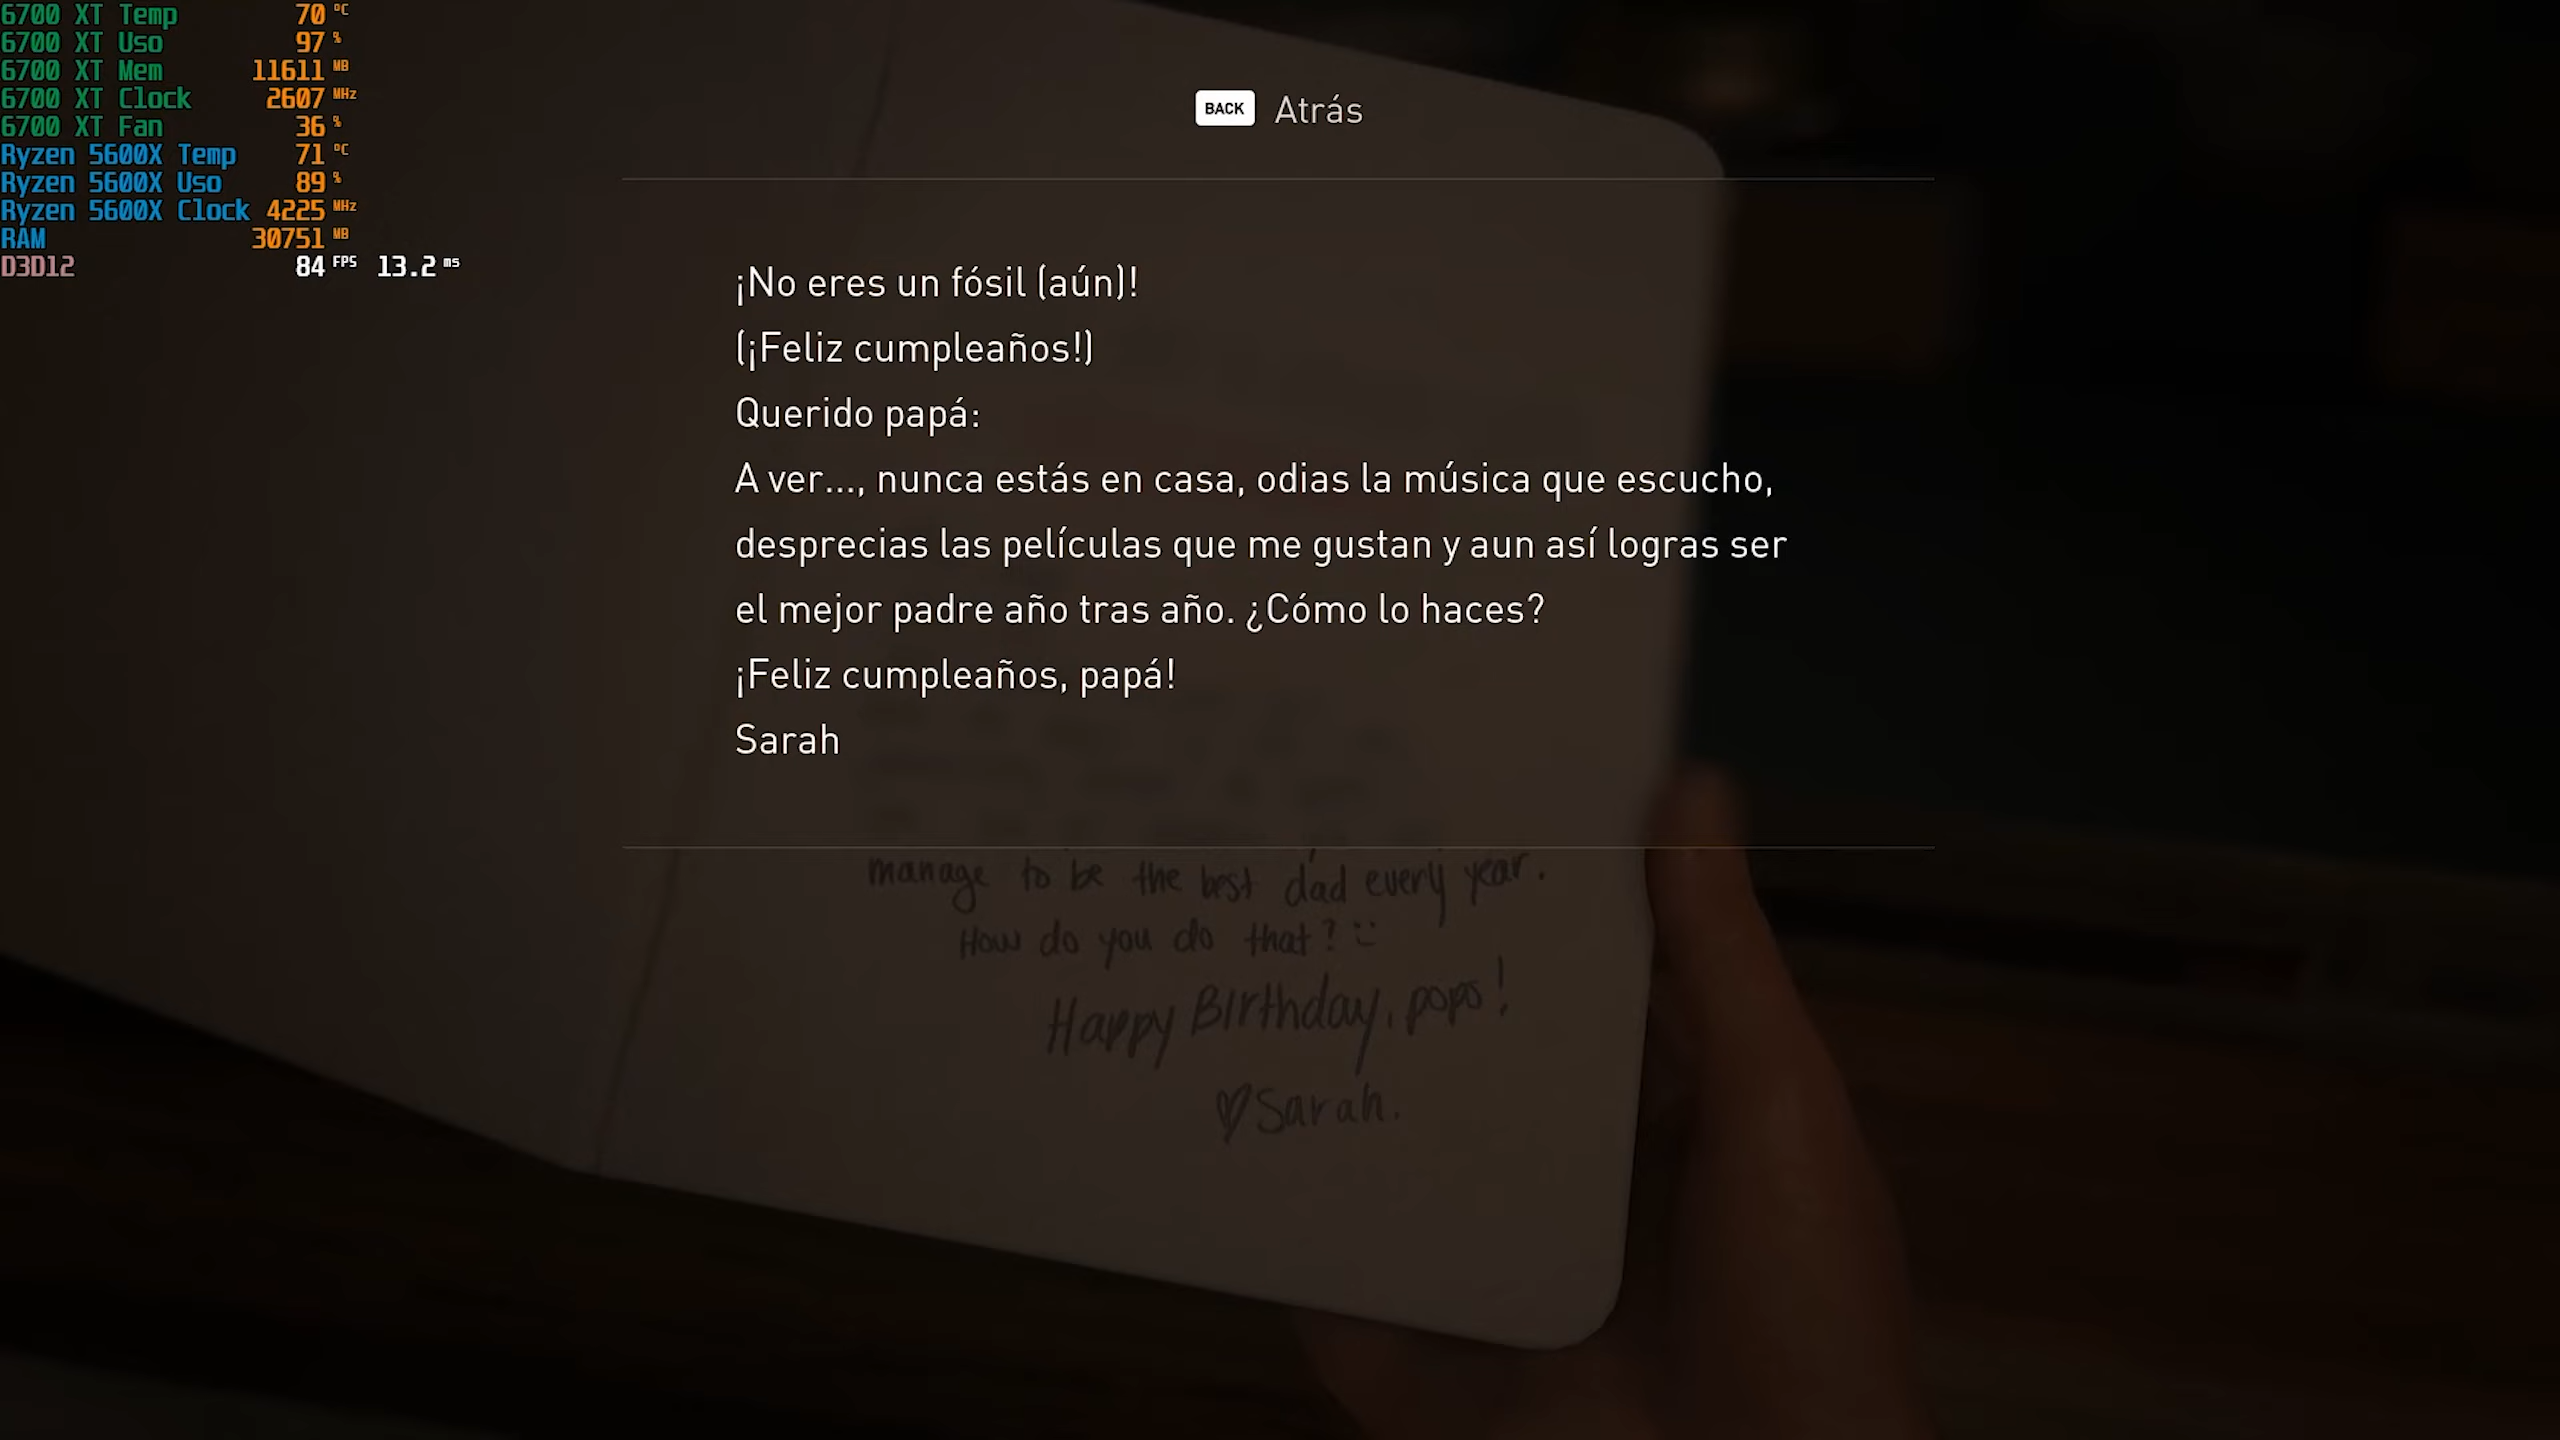 6700 XT Temp 70 °C
6700 XT Uso 97 %
6700 XT Mem 11611 MB
6700 XT Clock 2607 MHz
6700 XT Fan 36 %
Ryzen 5600X Temp 71 °C
Ryzen 5600X Uso 89 %
Ryzen 5600X Clock 4225 MHz
RAM 30751 MB
D3D12 84 FPS 13.2 ms
BACK Atrás
¡No eres un fósil (aún)!
(¡Feliz cumpleaños!)
Querido papá:
A ver..., nunca estás en casa, odias la música que escucho,
desprecias las películas que me gustan y aun así logras ser
el mejor padre año tras año. ¿Cómo lo haces?
¡Feliz cumpleaños, papá!
Sarah
manage to be the best dad every year.
How do you do that? :)
Happy Birthday, pops!
♡Sarah.